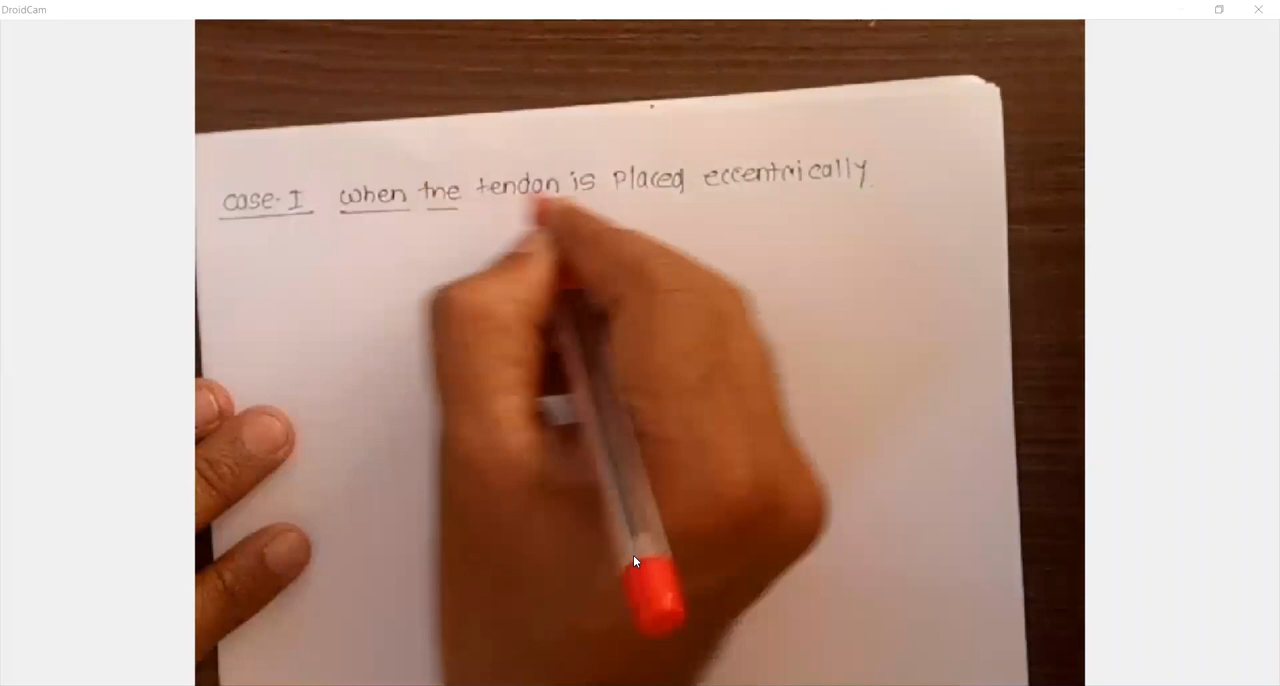 DroidCam
case-I when the tendon is placed eccentrically